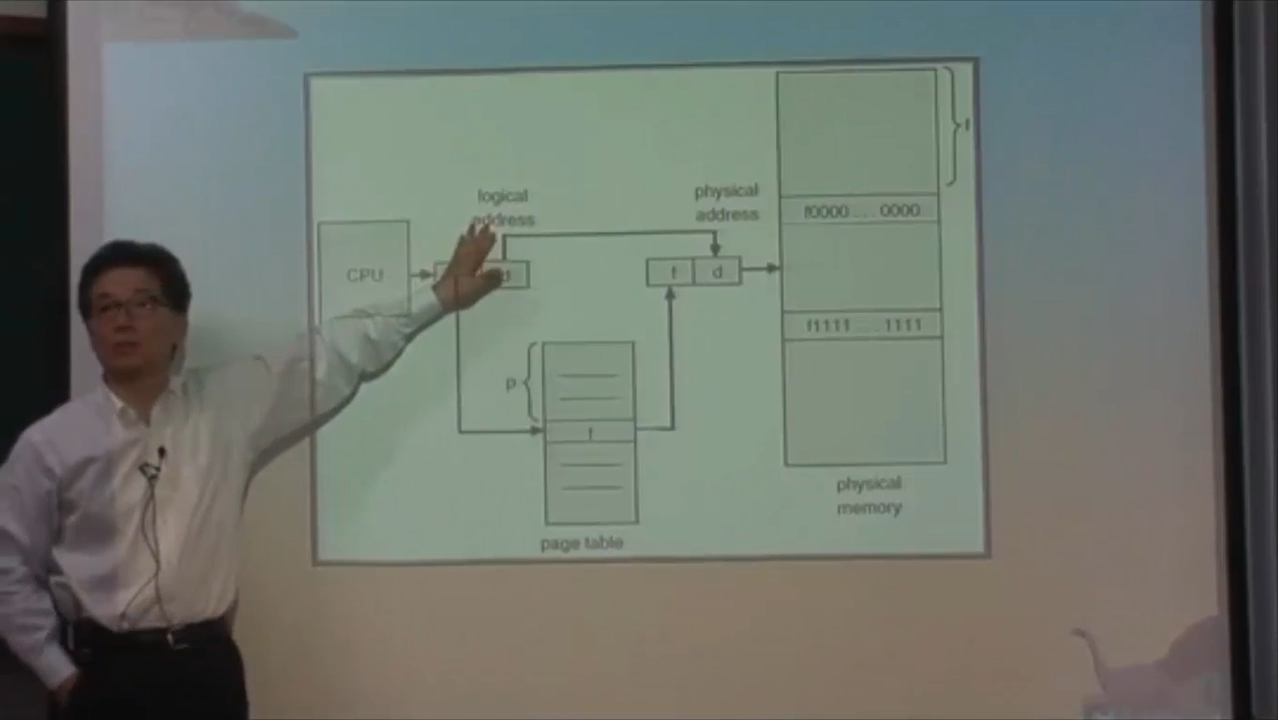 logical
address
physical
address
CPU
d
f d
f0000 ... 0000
f1111 ... 1111
f
p
f
page table
physical
memory